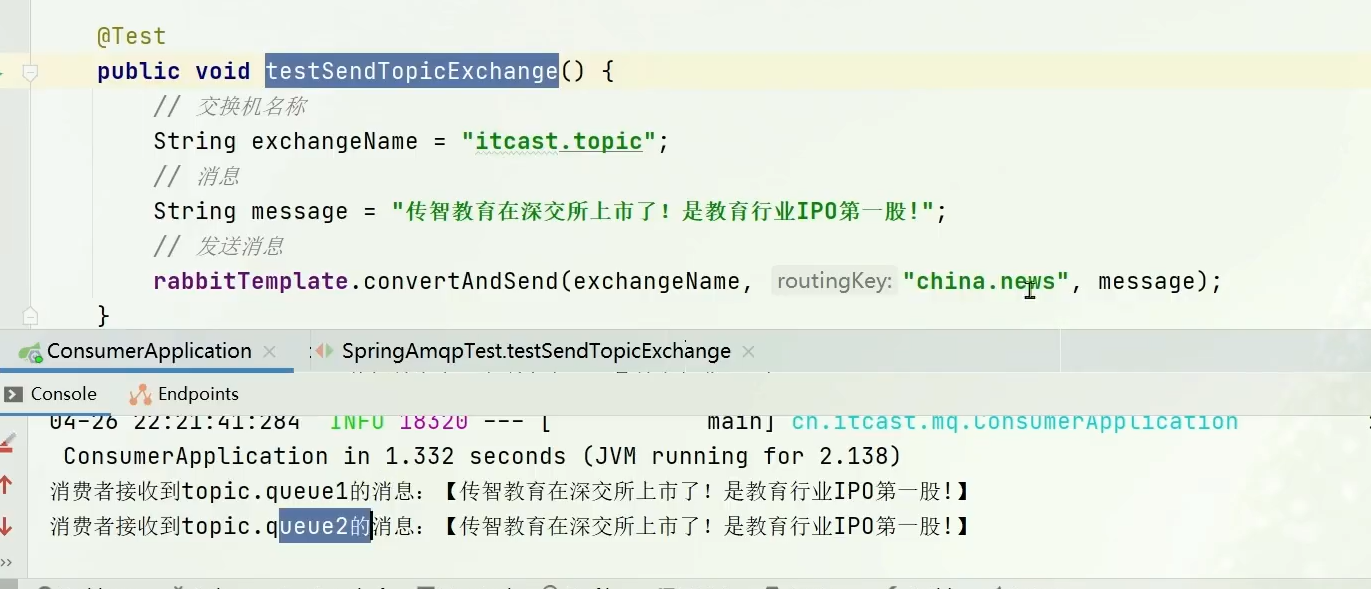 @Test
public void testSendTopicExchange() {
// 交换机名称
String exchangeName = "itcast.topic";
// 消息
String message = "传智教育在深交所上市了！是教育行业IPO第一股!";
// 发送消息
rabbitTemplate.convertAndSend(exchangeName, routingKey: "china.news", message);
}
ConsumerApplication SpringAmqpTest.testSendTopicExchange
Console Endpoints
04-26 22:21:41:284 INFO 18320 --- [ main] cn.itcast.mq.ConsumerApplication
ConsumerApplication in 1.332 seconds (JVM running for 2.138)
消费者接收到topic.queue1的消息：【传智教育在深交所上市了！是教育行业IPO第一股!】
消费者接收到topic.queue2的消息：【传智教育在深交所上市了！是教育行业IPO第一股!】